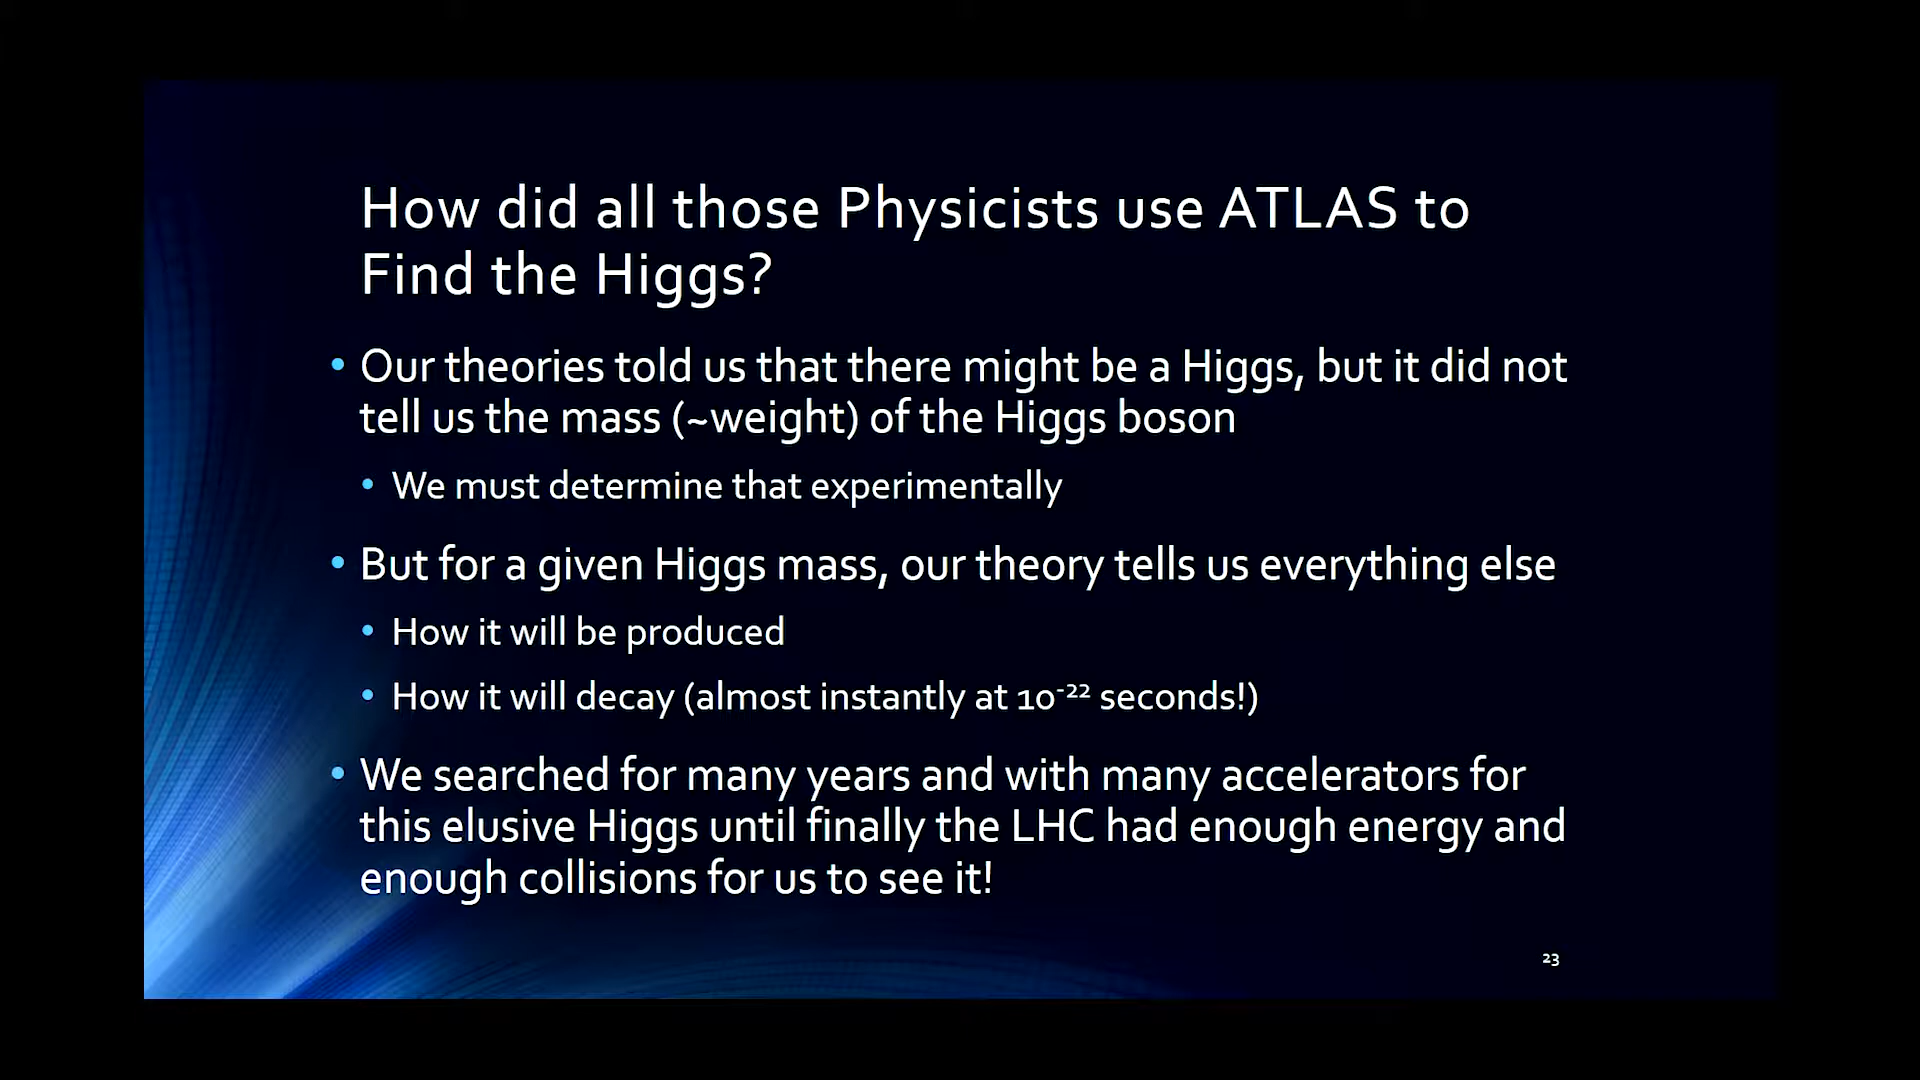 How did all those Physicists use ATLAS to
Find the Higgs?
• Our theories told us that there might be a Higgs, but it did not
tell us the mass (~weight) of the Higgs boson
• We must determine that experimentally
• But for a given Higgs mass, our theory tells us everything else
• How it will be produced
• How it will decay (almost instantly at 10⁻²² seconds!)
• We searched for many years and with many accelerators for
this elusive Higgs until finally the LHC had enough energy and
enough collisions for us to see it!
23